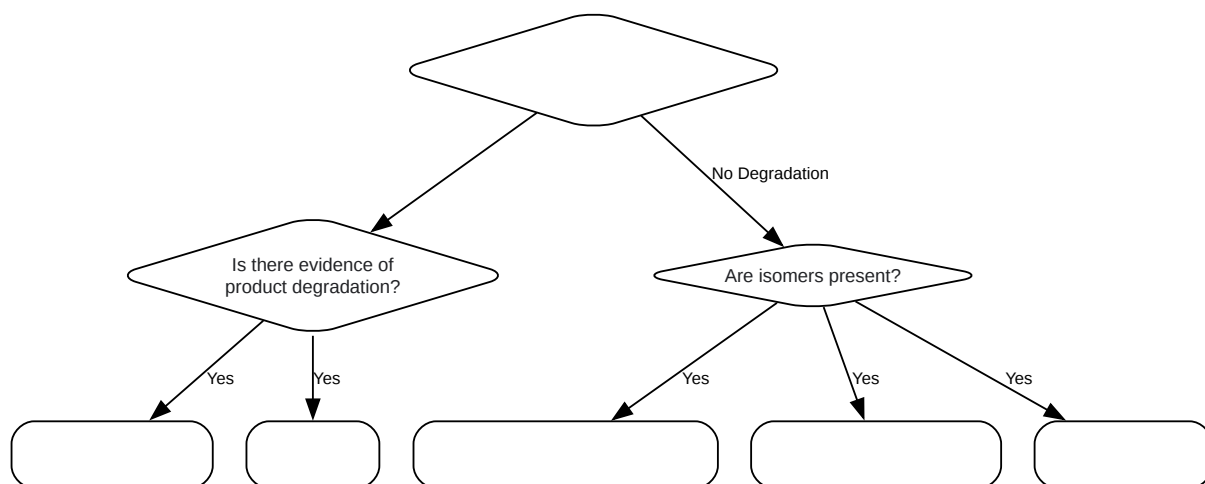 No Degradation
Is there evidence of
product degradation?
Are isomers present?
Yes
Yes
Yes
Yes
Yes